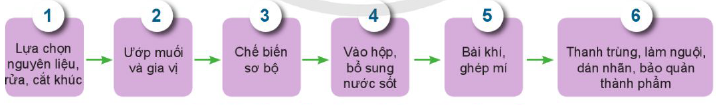 1
Lựa chọn
nguyên liệu,
rửa, cắt khúc
2
Ướp muối
và gia vị
3
Chế biến
sơ bộ
4
Vào hộp,
bổ sung
nước sốt
5
Bài khí,
ghép mí
6
Thanh trùng, làm nguội,
dán nhãn, bảo quản
thành phẩm